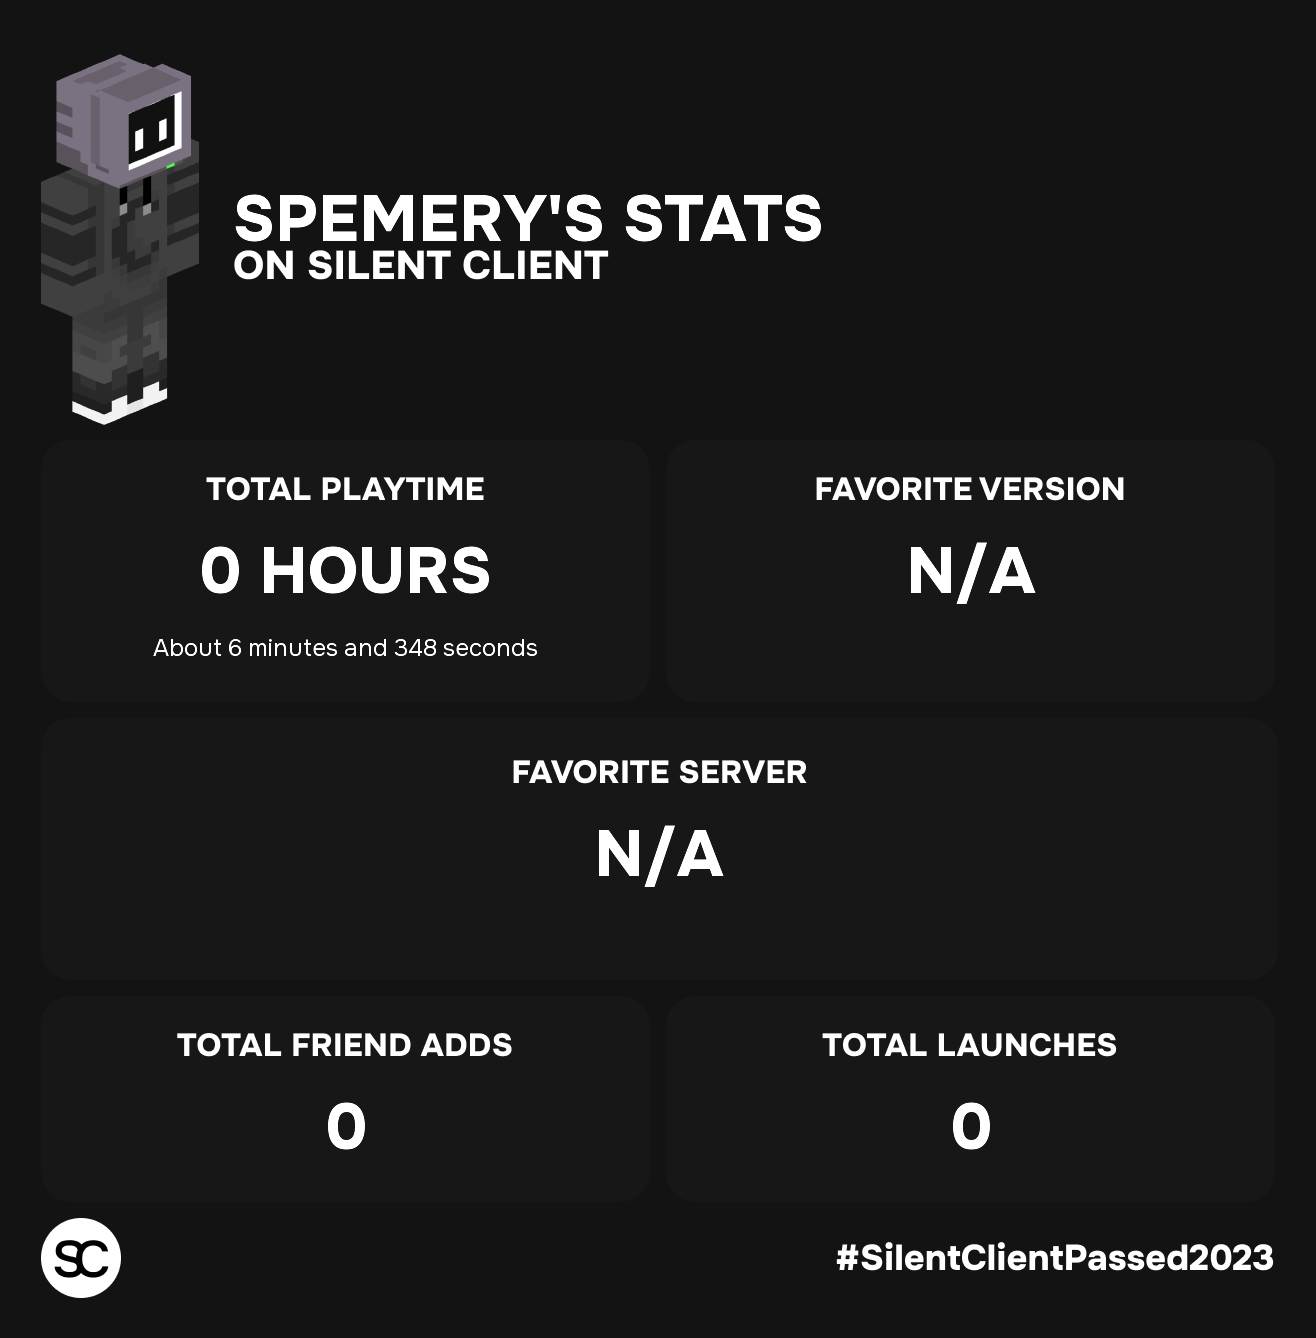 SPEMERY'S STATS
ON SILENT CLIENT
TOTAL PLAYTIME
0 HOURS
About 6 minutes and 348 seconds
FAVORITE VERSION
N/A
FAVORITE SERVER
N/A
TOTAL FRIEND ADDS
0
TOTAL LAUNCHES
0
SC
#SilentClientPassed2023